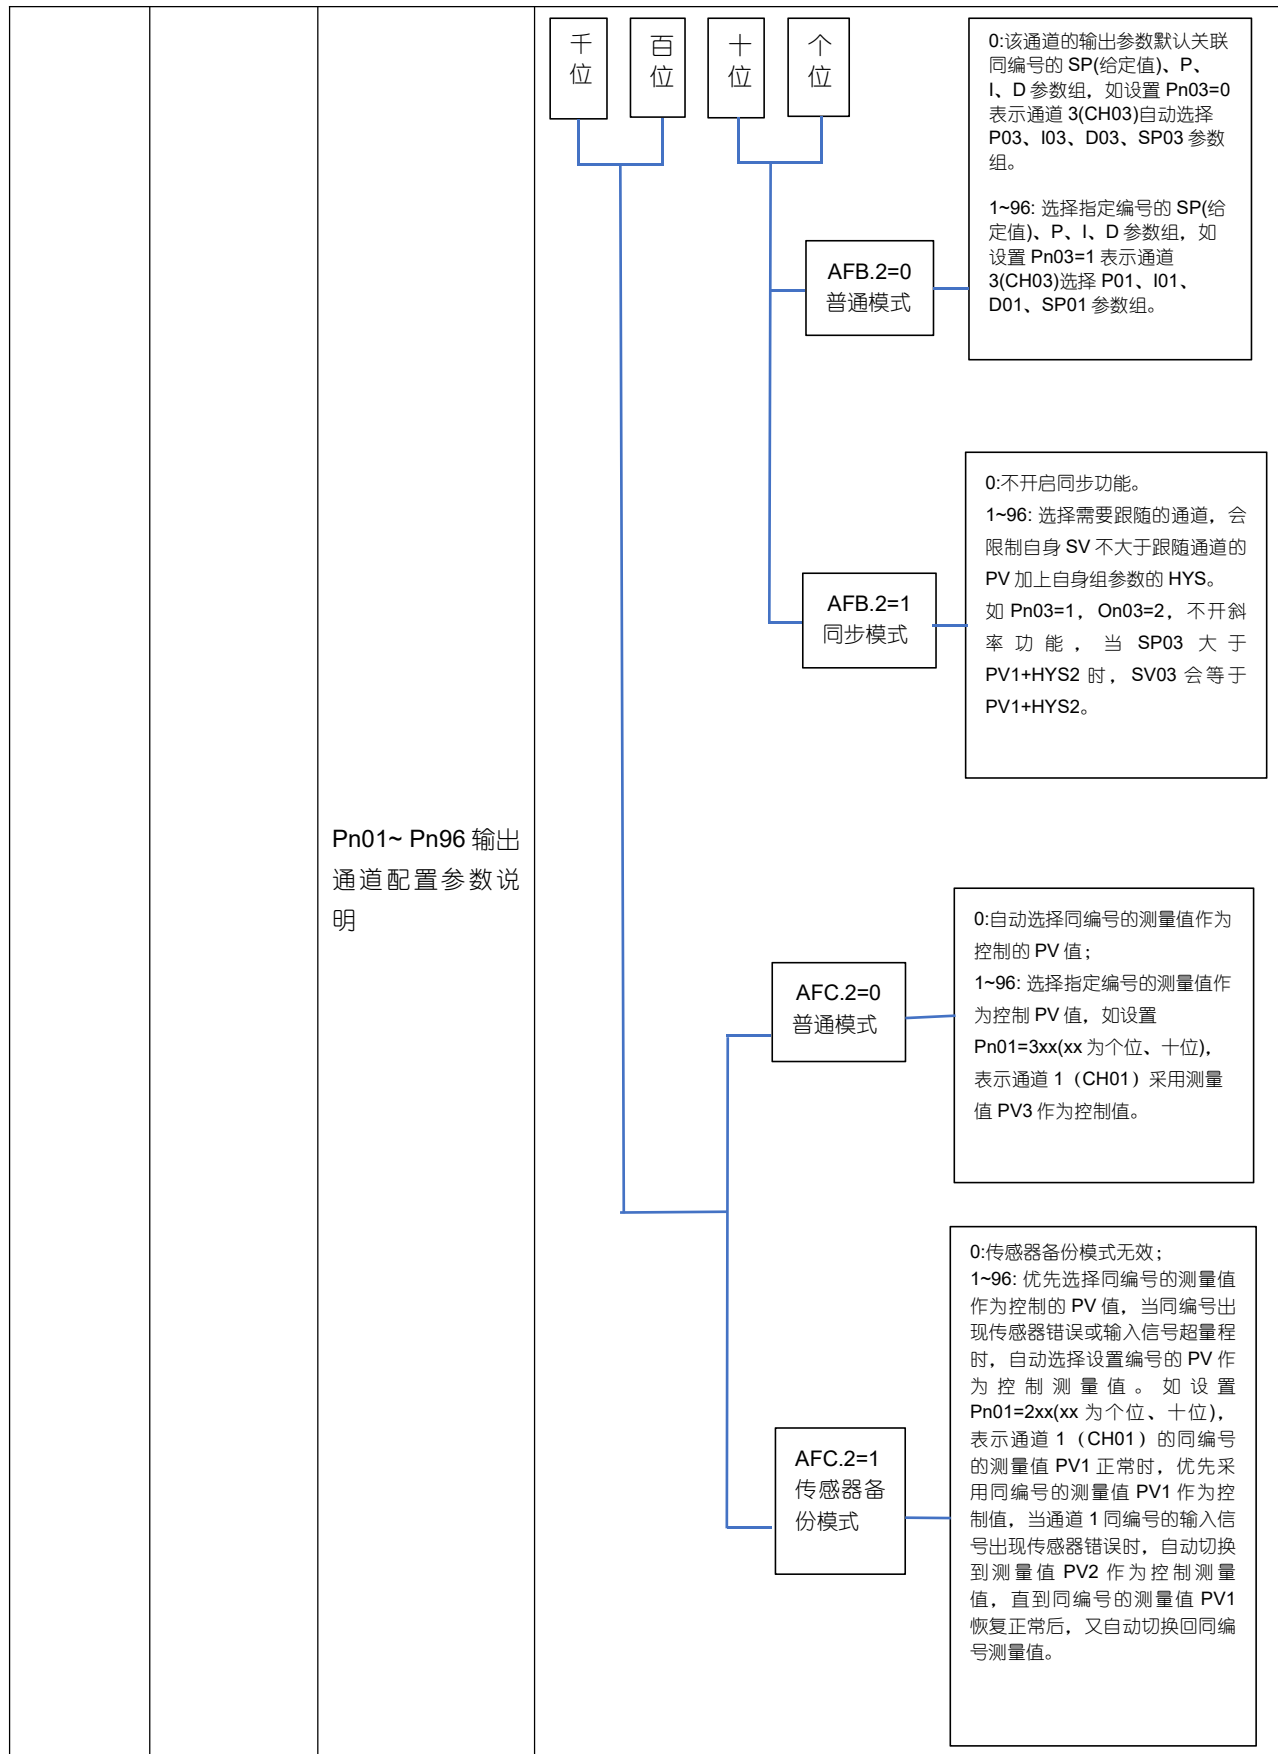 千位
百位
十位
个位
0:该通道的输出参数默认关联
同编号的 SP(给定值)、P、
I、D 参数组，如设置 Pn03=0
表示通道 3(CH03)自动选择
P03、I03、D03、SP03 参数
组。
1~96: 选择指定编号的 SP(给
定值)、P、I、D 参数组，如
设置 Pn03=1 表示通道
3(CH03)选择 P01、I01、
D01、SP01 参数组。
AFB.2=0
普通模式
0:不开启同步功能。
1~96: 选择需要跟随的通道，会
限制自身 SV 不大于跟随通道的
PV 加上自身组参数的 HYS。
如 Pn03=1，On03=2，不开斜
率功能，当 SP03 大于
PV1+HYS2 时，SV03 会等于
PV1+HYS2。
AFB.2=1
同步模式
Pn01~ Pn96 输出
通道配置参数说
明
0:自动选择同编号的测量值作为
控制的 PV 值；
1~96: 选择指定编号的测量值作
为控制 PV 值，如设置
Pn01=3xx(xx 为个位、十位)，
表示通道 1（CH01）采用测量
值 PV3 作为控制值。
AFC.2=0
普通模式
0:传感器备份模式无效；
1~96: 优先选择同编号的测量值
作为控制的 PV 值，当同编号出
现传感器错误或输入信号超量程
时，自动选择设置编号的 PV 作
为控制测量值。如设置
Pn01=2xx(xx 为个位、十位)，
表示通道 1（CH01）的同编号
的测量值 PV1 正常时，优先采
用同编号的测量值 PV1 作为控
制值，当通道 1 同编号的输入信
号出现传感器错误时，自动切换
到测量值 PV2 作为控制测量
值，直到同编号的测量值 PV1
恢复正常后，又自动切换回同编
号测量值。
AFC.2=1
传感器备
份模式